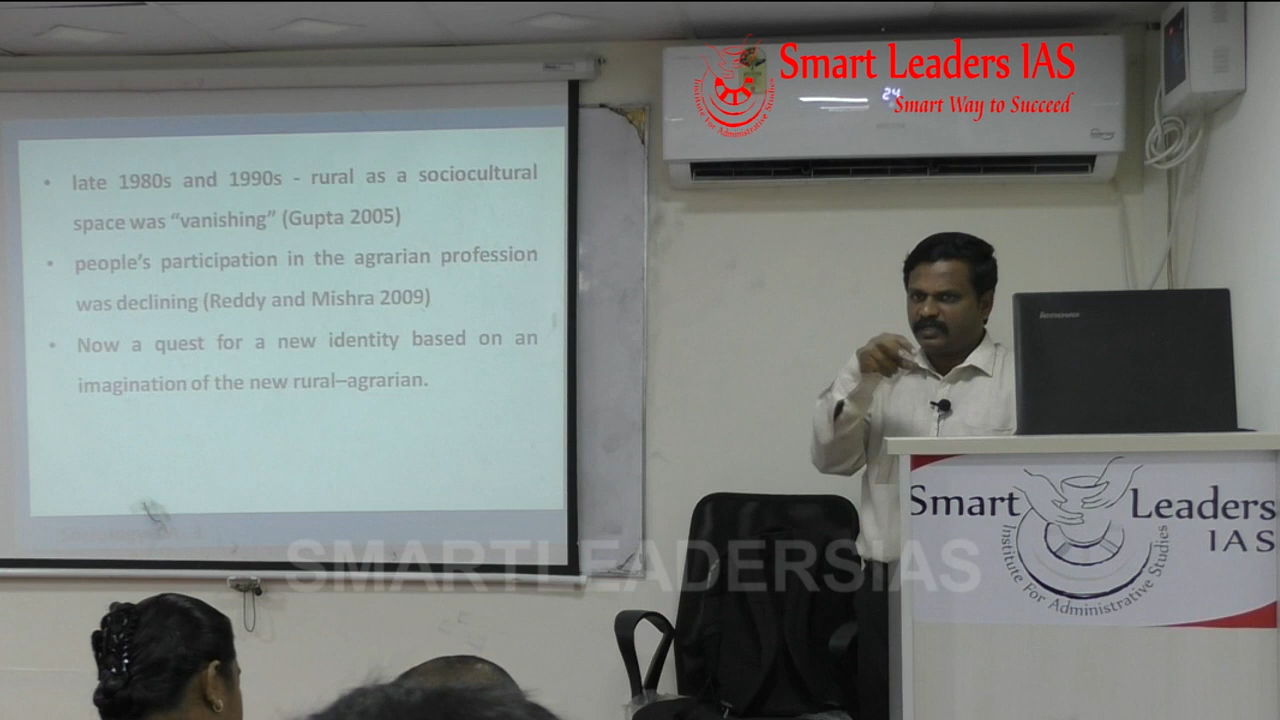 • late 1980s and 1990s - rural as a sociocultural
space was “vanishing” (Gupta 2005)
• people’s participation in the agrarian profession
was declining (Reddy and Mishra 2009)
• Now a quest for a new identity based on an
imagination of the new rural–agrarian.
Smart Leaders IAS
Smart Way to Succeed
Institute For Administrative Studies
24
lenovo
Smart Leaders
IAS
Institute For Administrative Studies
SMARTLEADERSIAS